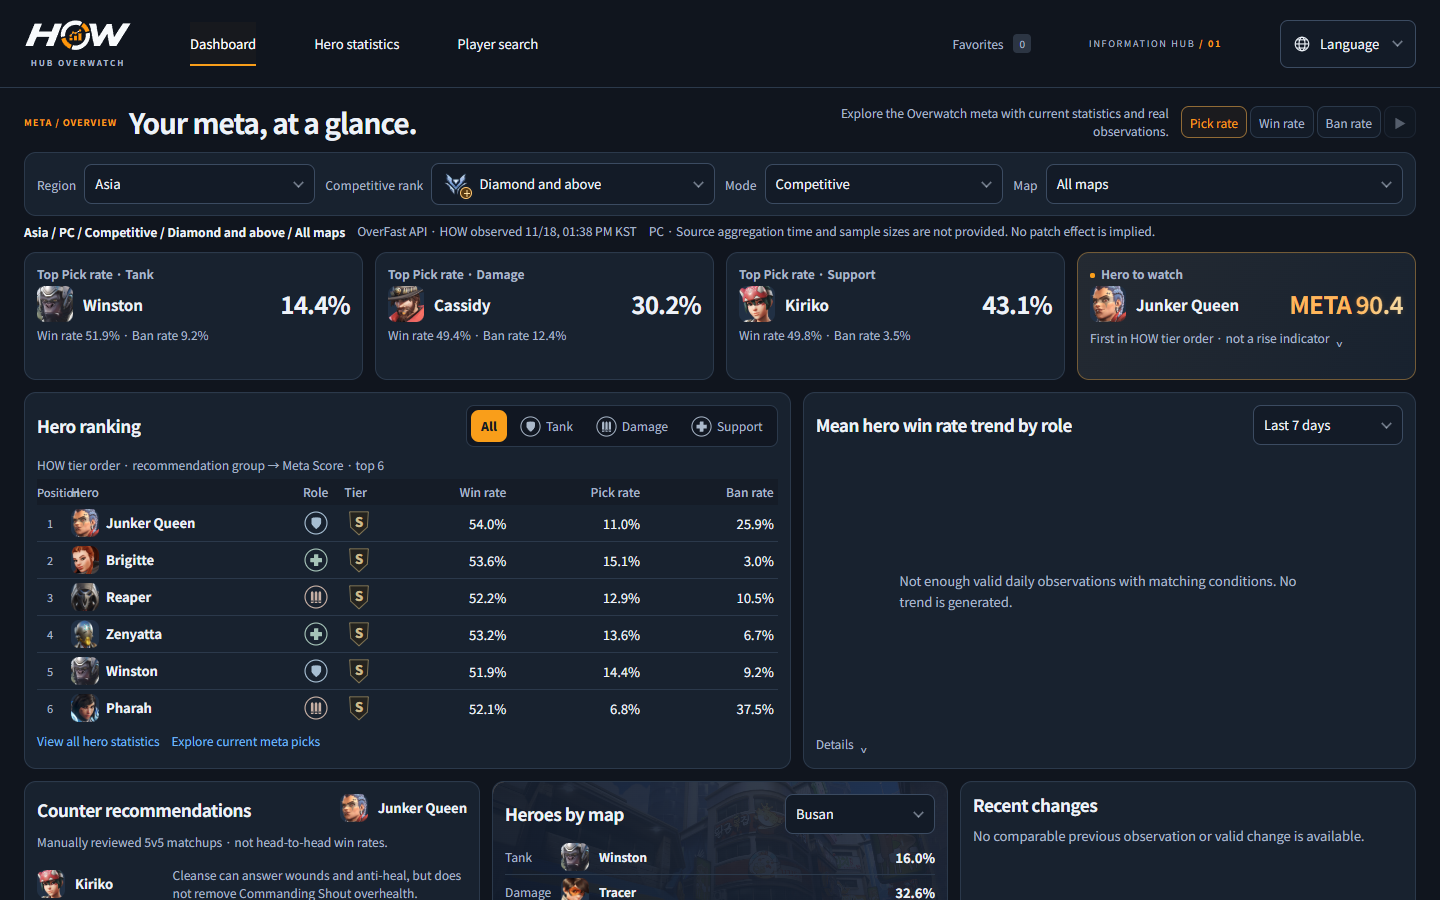 HOW
HUB OVERWATCH
Dashboard
Hero statistics
Player search
Favorites 0
INFORMATION HUB / 01
Language
META / OVERVIEW
Your meta, at a glance.
Explore the Overwatch meta with current statistics and real
observations.
Pick rate
Win rate
Ban rate
Region
Asia
Competitive rank
Diamond and above
Mode
Competitive
Map
All maps
Asia / PC / Competitive / Diamond and above / All maps
OverFast API · HOW observed 11/18, 01:38 PM KST
PC · Source aggregation time and sample sizes are not provided. No patch effect is implied.
Top Pick rate · Tank
Winston
14.4%
Win rate 51.9% · Ban rate 9.2%
Top Pick rate · Damage
Cassidy
30.2%
Win rate 49.4% · Ban rate 12.4%
Top Pick rate · Support
Kiriko
43.1%
Win rate 49.8% · Ban rate 3.5%
Hero to watch
Junker Queen
META 90.4
First in HOW tier order · not a rise indicator
Hero ranking
All
Tank
Damage
Support
HOW tier order · recommendation group → Meta Score · top 6
Position Hero Role Tier Win rate Pick rate Ban rate
1 Junker Queen S 54.0% 11.0% 25.9%
2 Brigitte S 53.6% 15.1% 3.0%
3 Reaper S 52.2% 12.9% 10.5%
4 Zenyatta S 53.2% 13.6% 6.7%
5 Winston S 51.9% 14.4% 9.2%
6 Pharah S 52.1% 6.8% 37.5%
View all hero statistics
Explore current meta picks
Mean hero win rate trend by role
Last 7 days
Not enough valid daily observations with matching conditions. No
trend is generated.
Details
Counter recommendations
Junker Queen
Manually reviewed 5v5 matchups · not head-to-head win rates.
Kiriko
Cleanse can answer wounds and anti-heal, but does
not remove Commanding Shout overhealth.
Heroes by map
Busan
Tank Winston 16.0%
Damage Tracer 32.6%
Recent changes
No comparable previous observation or valid change is available.